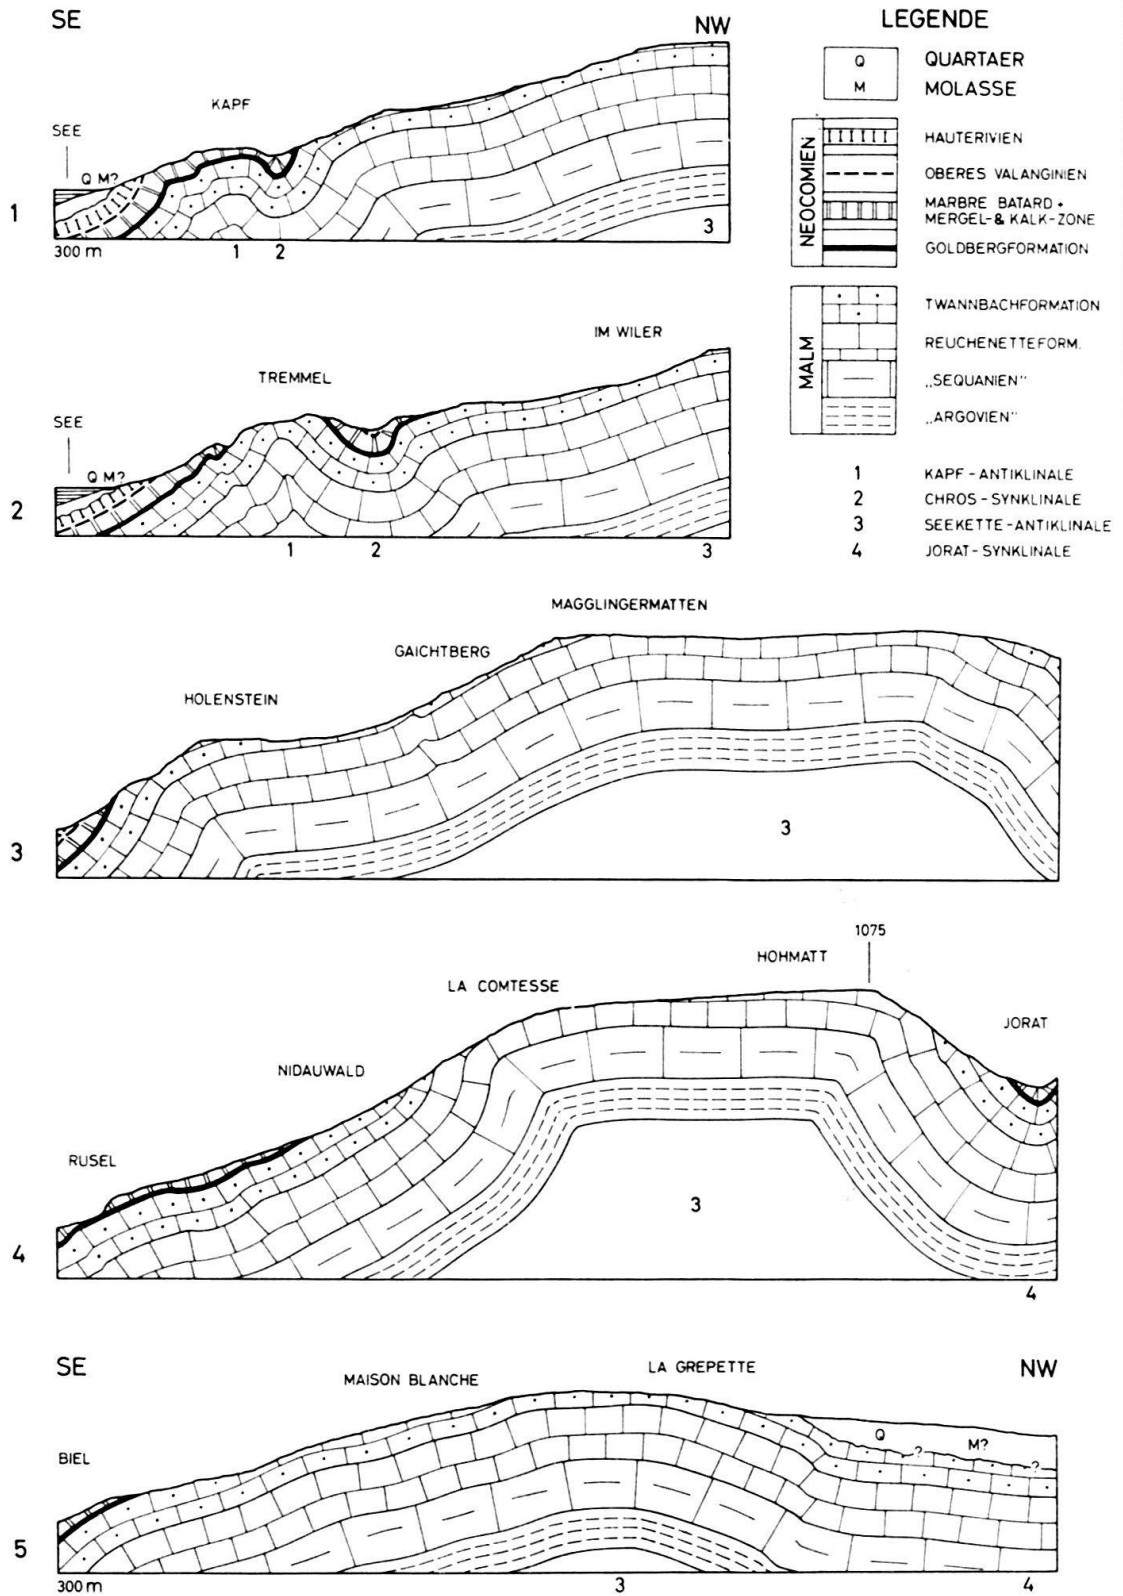 SE
NW
KAPF
SEE
Q M?
1
300 m
1 2
3
LEGENDE
Q QUARTAER
M MOLASSE
NEOCOMIEN
HAUTERIVIEN
OBERES VALANGINIEN
MARBRE BATARD +
MERGEL-& KALK-ZONE
GOLDBERGFORMATION
MALM
TWANNBACHFORMATION
REUCHENETTEFORM.
„SEQUANIEN"
„ARGOVIEN"
1 KAPF-ANTIKLINALE
2 CHROS-SYNKLINALE
3 SEEKETTE-ANTIKLINALE
4 JORAT-SYNKLINALE
IM WILER
TREMMEL
SEE
Q M?
2
1 2 3
MAGGLINGERMATTEN
GAICHTBERG
HOLENSTEIN
3
3
1075
HOHMATT
LA COMTESSE
JORAT
NIDAUWALD
RUSEL
3
4
4
SE
NW
LA GREPETTE
MAISON BLANCHE
Q
M?
?
?
BIEL
5
300 m
3
4